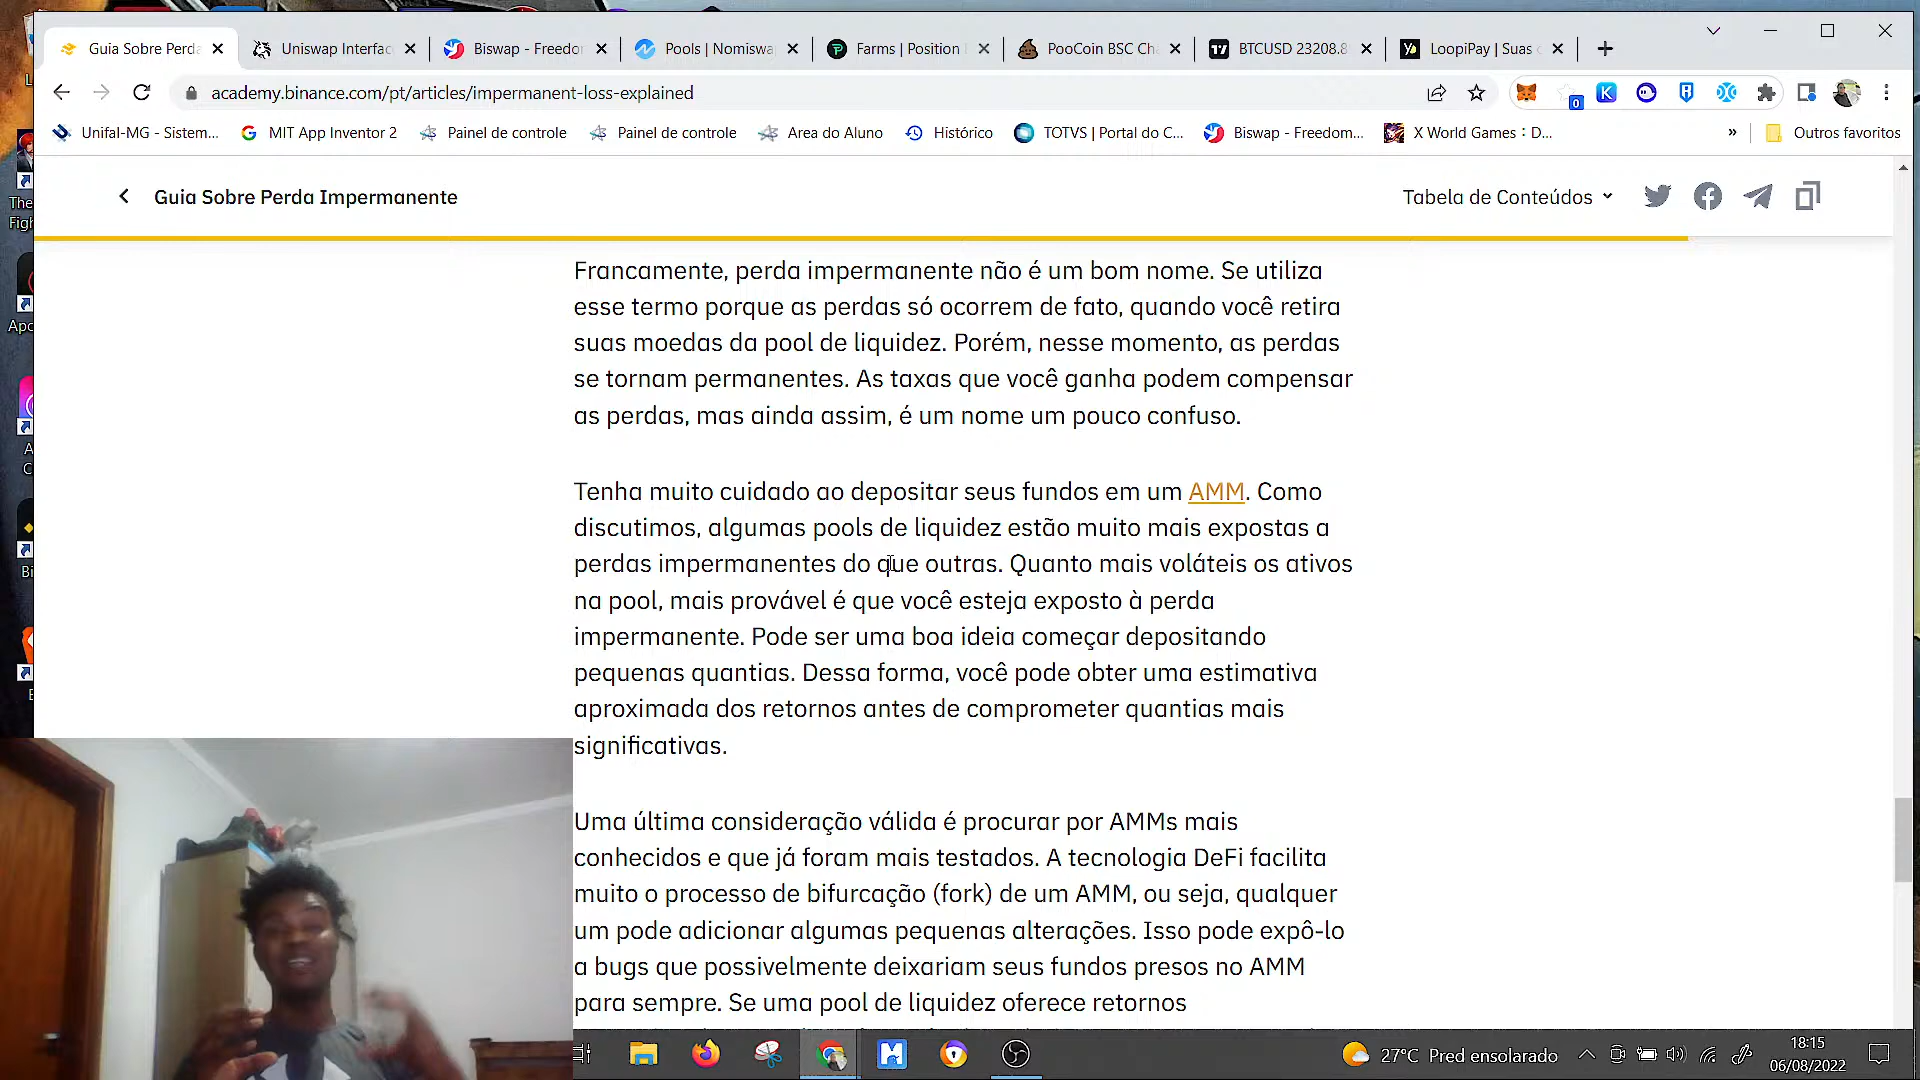 Guia Sobre Perda
Uniswap Interfac
Biswap - Freedo
Pools | Nomiswa
Farms | Position
PooCoin BSC Ch
BTCUSD 23208.8
LoopiPay | Suas
academy.binance.com/pt/articles/impermanent-loss-explained
0
Unifal-MG - Sistem...
MIT App Inventor 2
Painel de controle
Painel de controle
Area do Aluno
Histórico
TOTVS | Portal do C...
Biswap - Freedom...
X World Games : D...
»
Outros favoritos
Guia Sobre Perda Impermanente
Tabela de Conteúdos
Francamente, perda impermanente não é um bom nome. Se utiliza
esse termo porque as perdas só ocorrem de fato, quando você retira
suas moedas da pool de liquidez. Porém, nesse momento, as perdas
se tornam permanentes. As taxas que você ganha podem compensar
as perdas, mas ainda assim, é um nome um pouco confuso.
Tenha muito cuidado ao depositar seus fundos em um AMM. Como
discutimos, algumas pools de liquidez estão muito mais expostas a
perdas impermanentes do que outras. Quanto mais voláteis os ativos
na pool, mais provável é que você esteja exposto à perda
impermanente. Pode ser uma boa ideia começar depositando
pequenas quantias. Dessa forma, você pode obter uma estimativa
aproximada dos retornos antes de comprometer quantias mais
significativas.
Uma última consideração válida é procurar por AMMs mais
conhecidos e que já foram mais testados. A tecnologia DeFi facilita
muito o processo de bifurcação (fork) de um AMM, ou seja, qualquer
um pode adicionar algumas pequenas alterações. Isso pode expô-lo
a bugs que possivelmente deixariam seus fundos presos no AMM
para sempre. Se uma pool de liquidez oferece retornos
The
Figh
Apo
A
C
Bi
27°C Pred ensolarado
18:15
06/08/2022